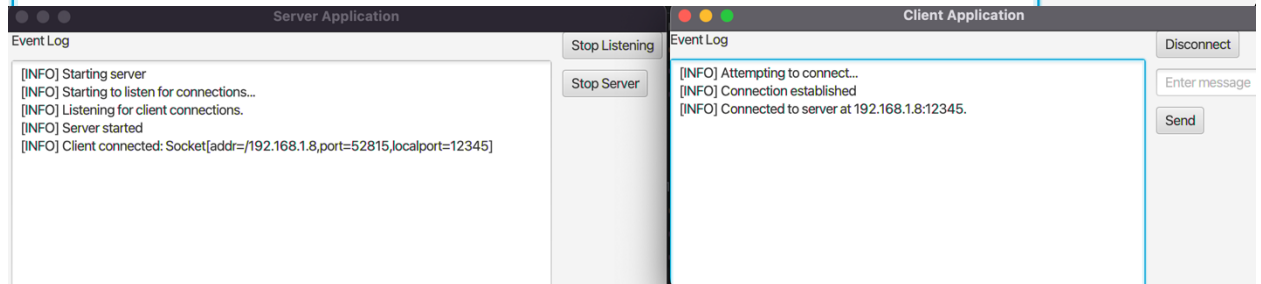 Server Application
Event Log
Stop Listening
[INFO] Starting server
[INFO] Starting to listen for connections...
[INFO] Listening for client connections.
[INFO] Server started
[INFO] Client connected: Socket[addr=/192.168.1.8,port=52815,localport=12345]
Stop Server
Client Application
Event Log
Disconnect
[INFO] Attempting to connect...
[INFO] Connection established
[INFO] Connected to server at 192.168.1.8:12345.
Enter message
Send